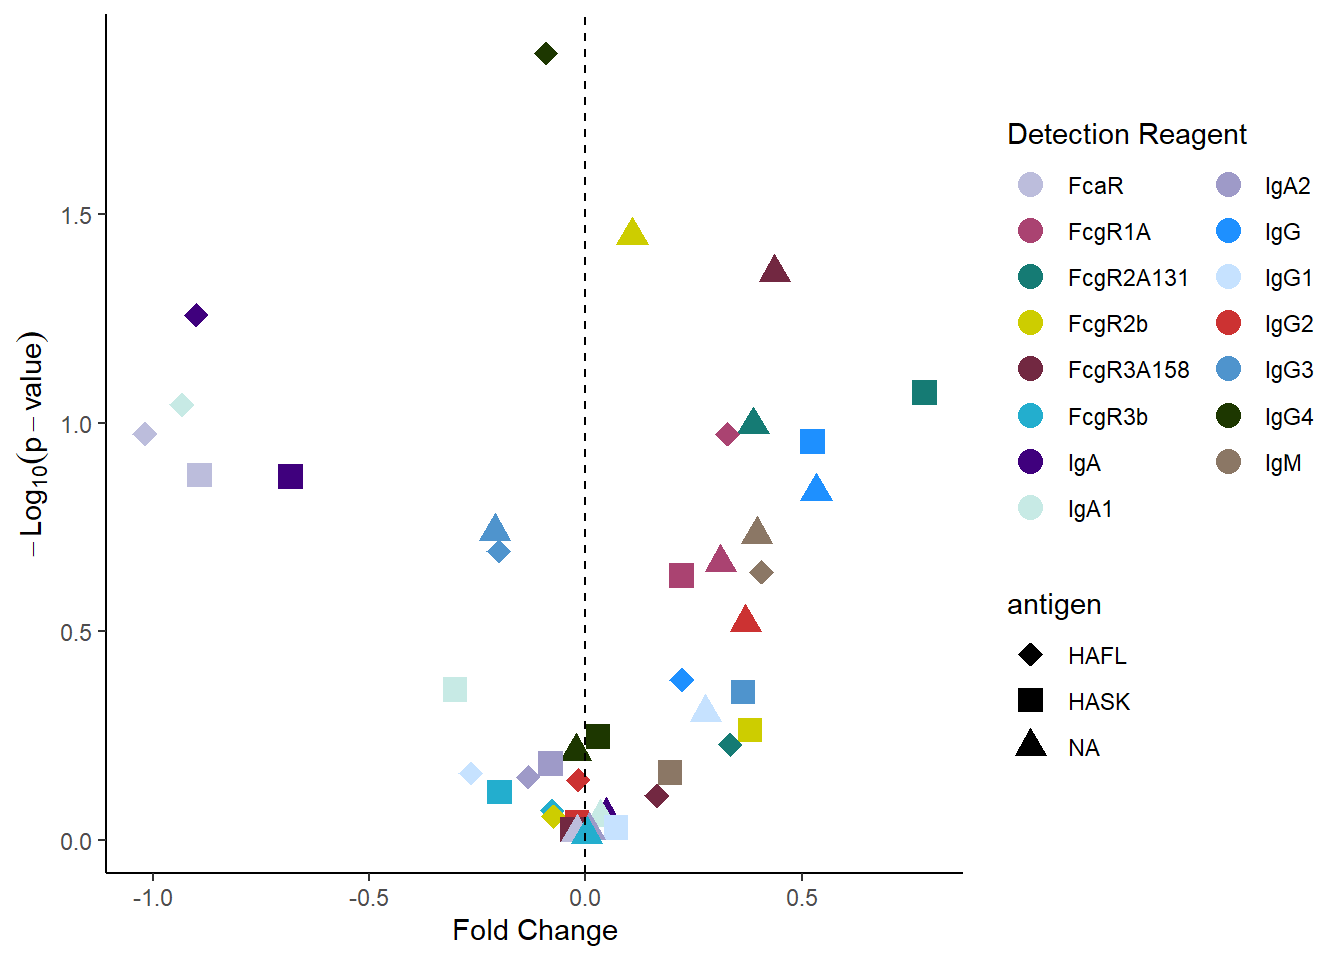 1.5
1.0
0.5
0.0
-1.0 -0.5 0.0 0.5
Fold Change
−Log10(p−value)
Detection Reagent
FcaR
FcgR1A
FcgR2A131
FcgR2b
FcgR3A158
FcgR3b
IgA
IgA1
IgA2
IgG
IgG1
IgG2
IgG3
IgG4
IgM
antigen
HAFL
HASK
NA